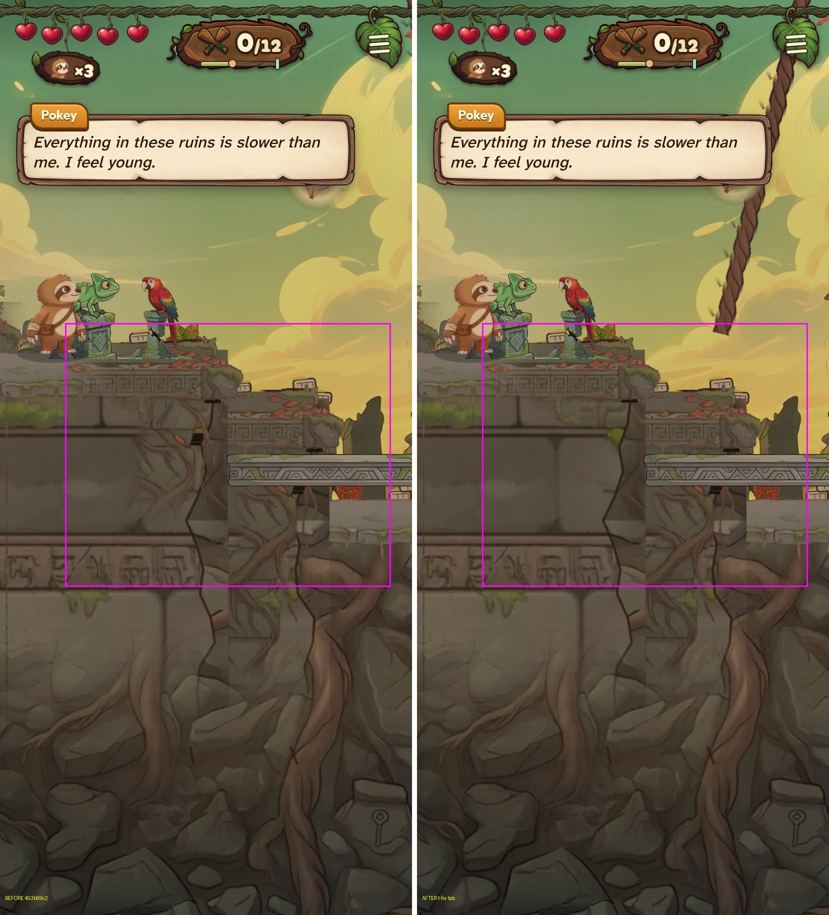 0/12
×3
Pokey
Everything in these ruins is slower than
me. I feel young.
0/12
×3
Pokey
Everything in these ruins is slower than
me. I feel young.